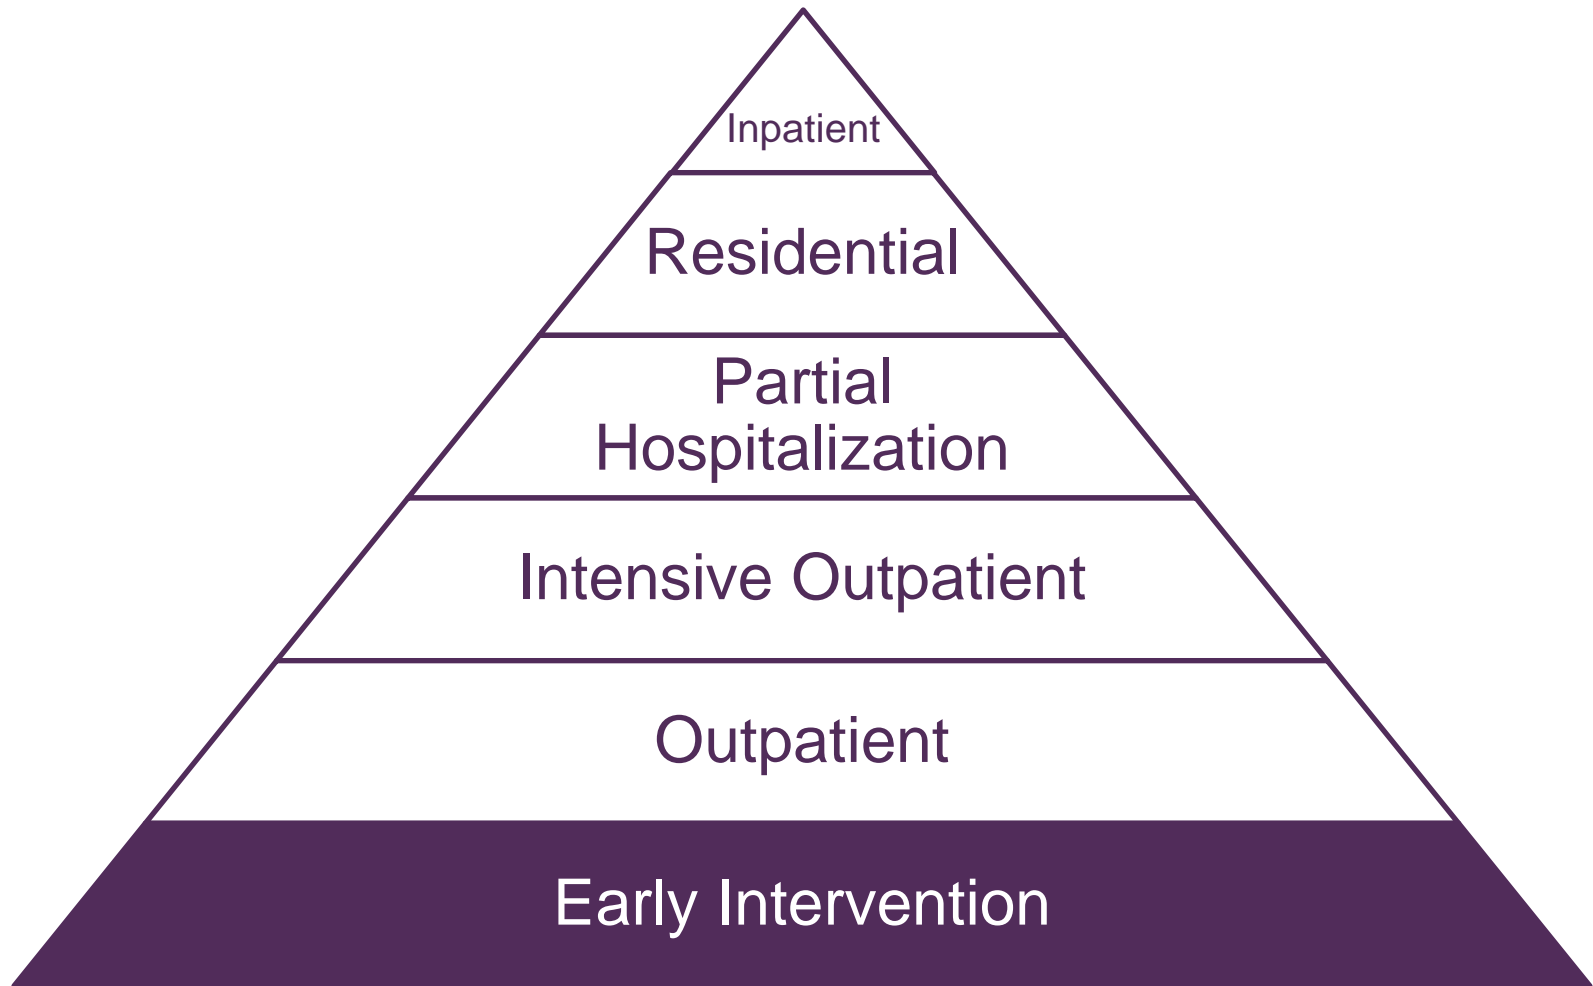 Inpatient
Residential
Partial
Hospitalization
Intensive Outpatient
Outpatient
Early Intervention